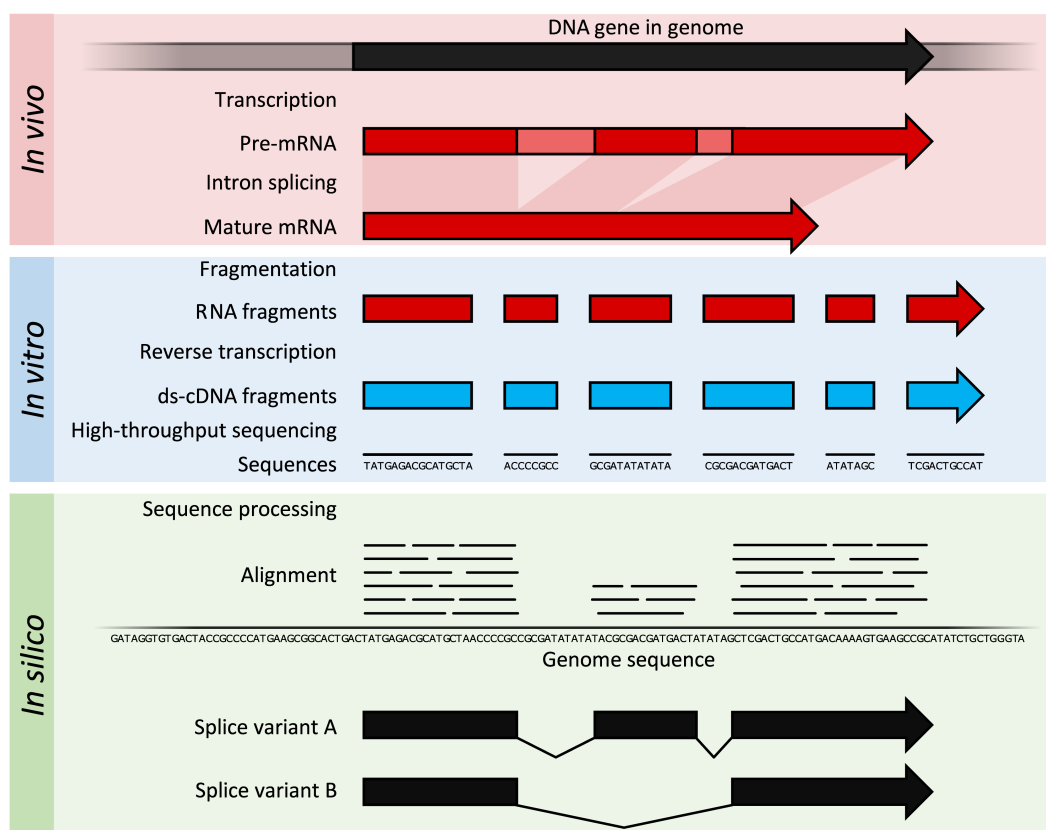 In vivo
DNA gene in genome
Transcription
Pre-mRNA
Intron splicing
Mature mRNA
In vitro
Fragmentation
RNA fragments
Reverse transcription
ds-cDNA fragments
High-throughput sequencing
Sequences
TATGAGACGCATGCTA ACCCCGCC GCGATATATATA CGCGACGATGACT ATATAGC TCGACTGCCAT
In silico
Sequence processing
Alignment
GATAGGTGTGACTACCGCCCCATGAAGCGGCACTGACTATGAGACGCATGCTAACCCCGCCGCGATATATATACGCGACGATGACTATATAGCTCGACTGCCATGACAAAAGTGAAGCCGCATATCTGCTGGGTA
Genome sequence
Splice variant A
Splice variant B